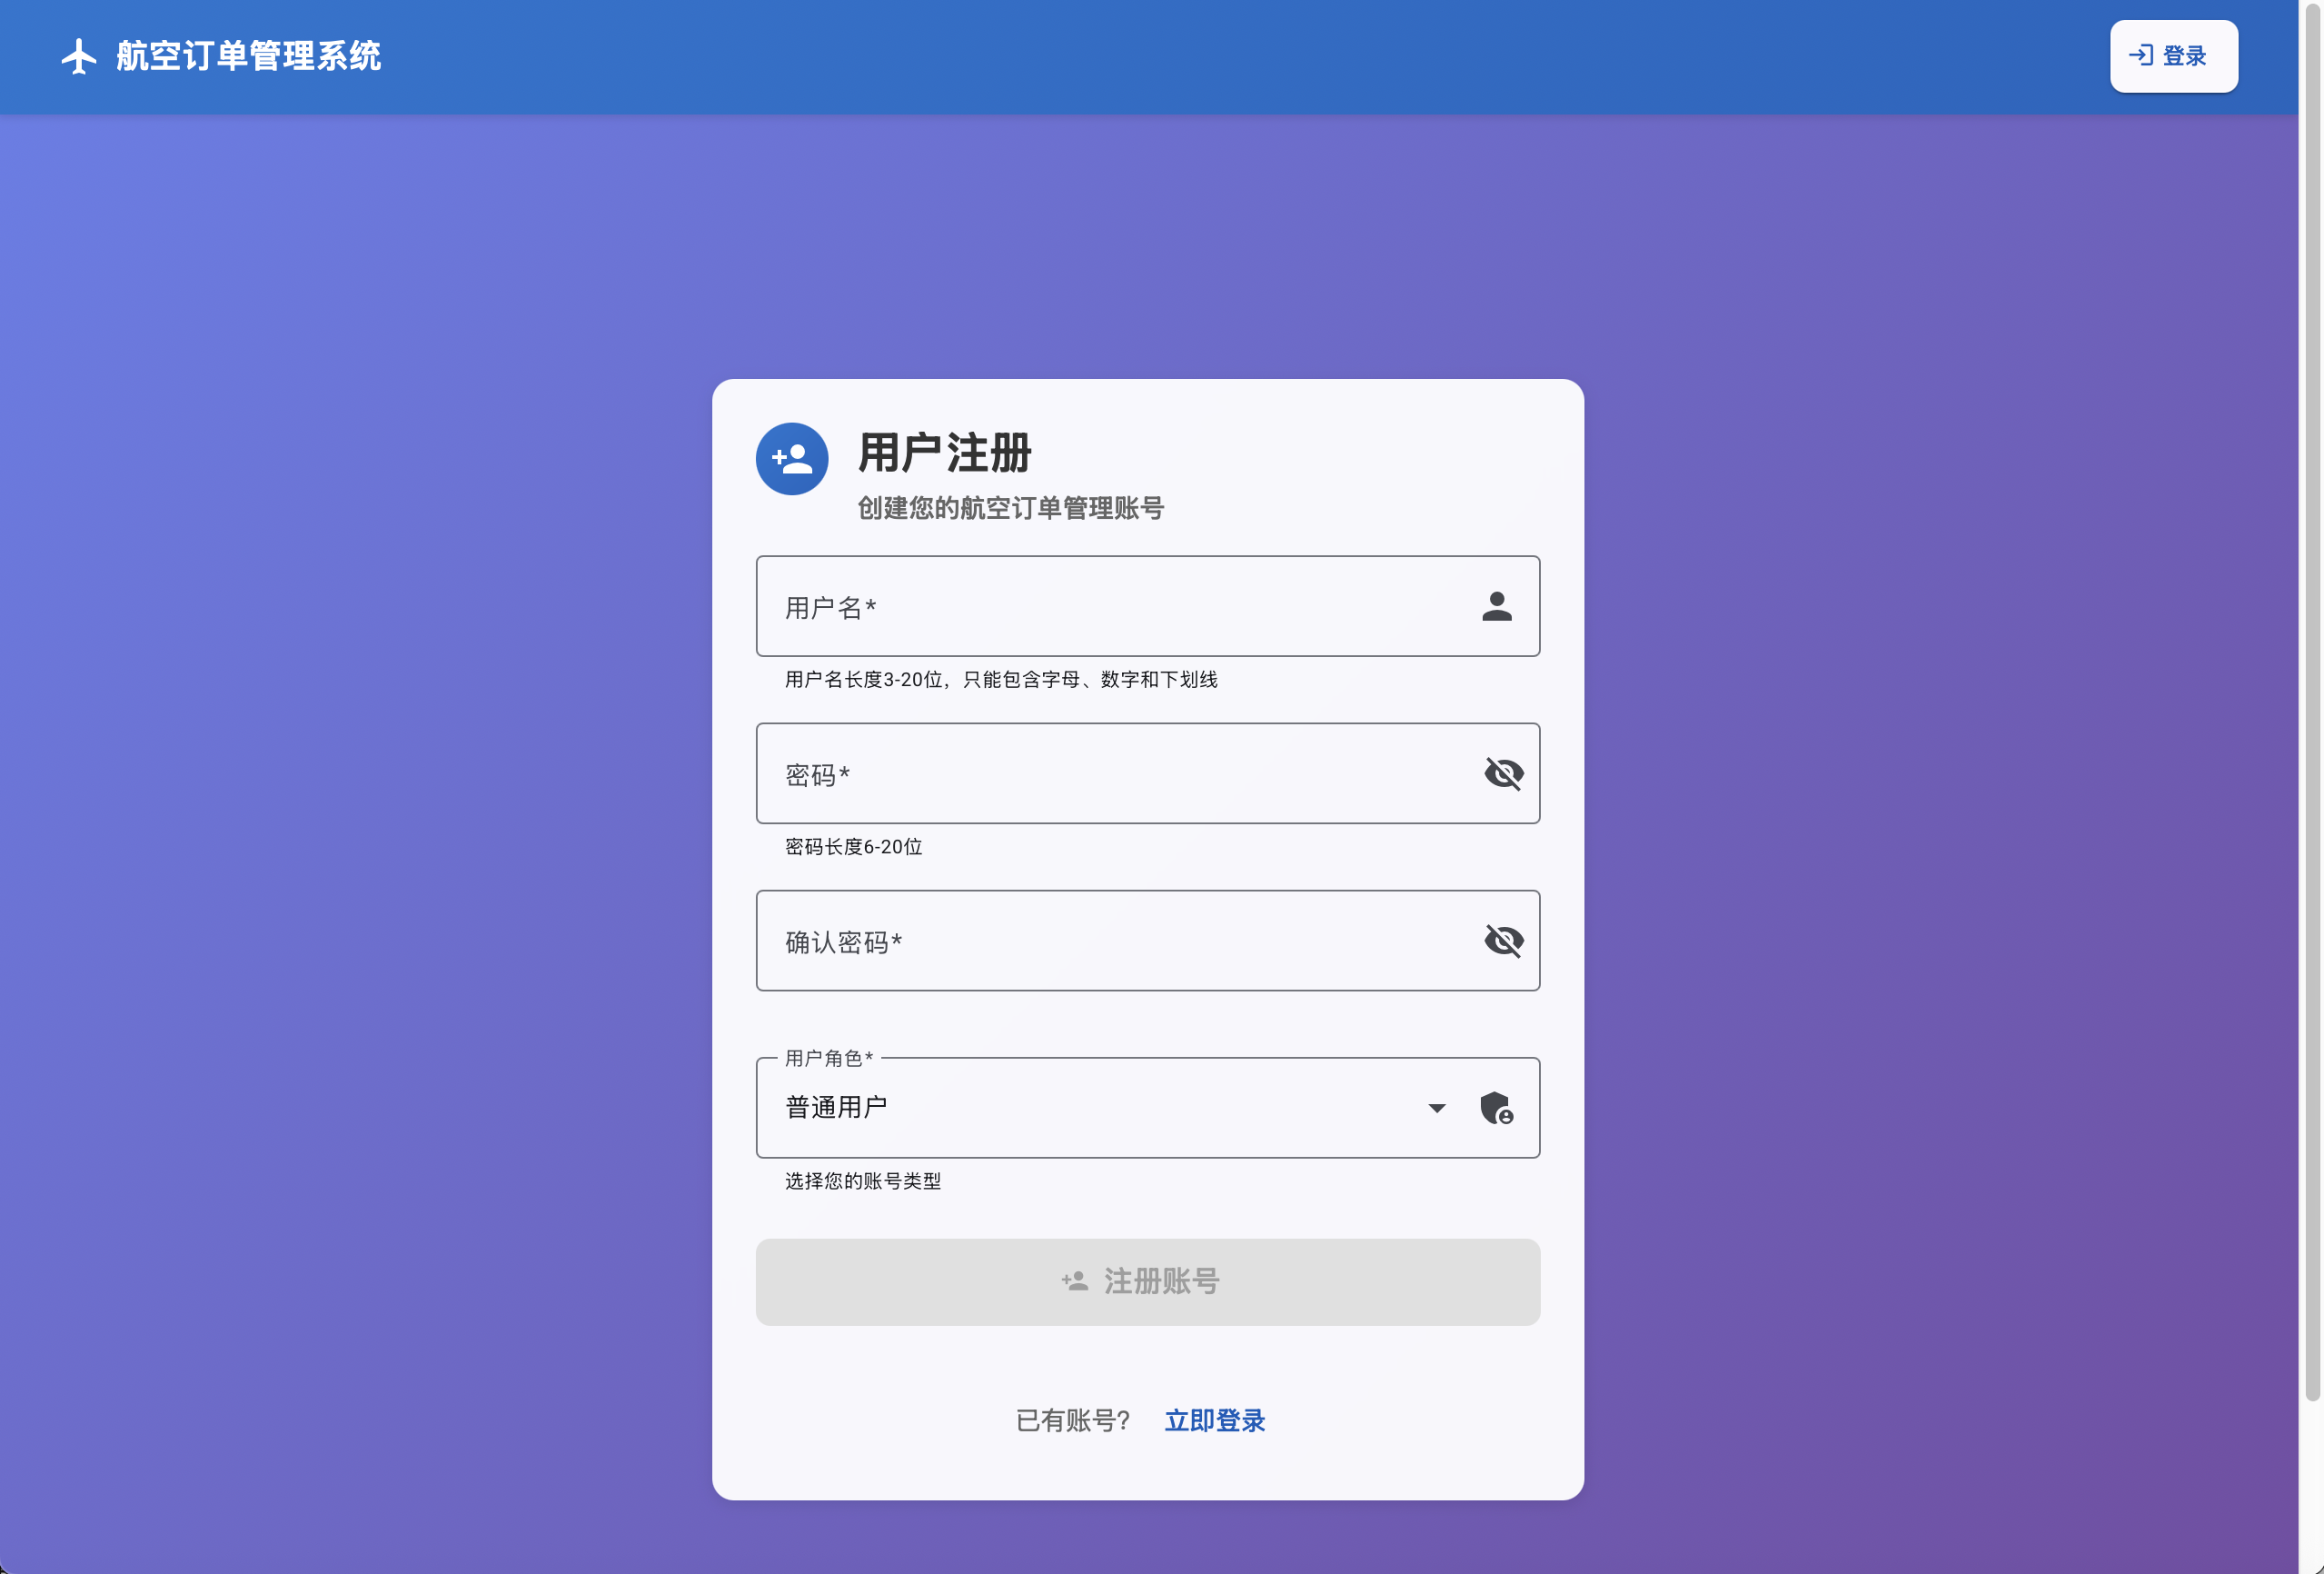 航空订单管理系统
登录
用户注册
创建您的航空订单管理账号
用户名*
用户名长度3-20位，只能包含字母、数字和下划线
密码*
密码长度6-20位
确认密码*
用户角色*
普通用户
选择您的账号类型
注册账号
已有账号? 立即登录